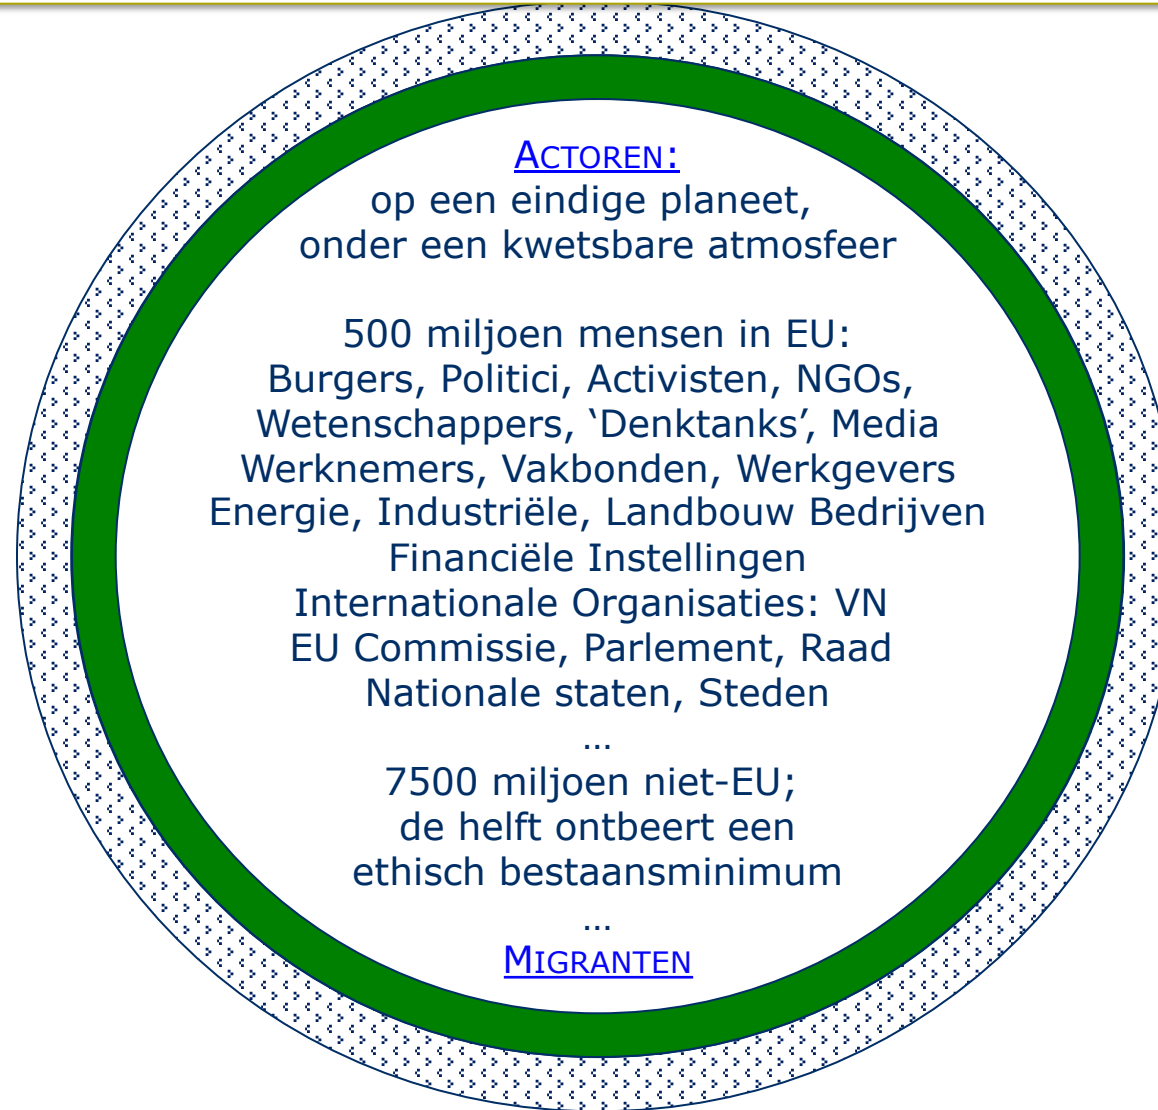 ACTOREN:
op een eindige planeet,
onder een kwetsbare atmosfeer
500 miljoen mensen in EU:
Burgers, Politici, Activisten, NGOs,
Wetenschappers, ‘Denktanks’, Media
Werknemers, Vakbonden, Werkgevers
Energie, Industriële, Landbouw Bedrijven
Financiële Instellingen
Internationale Organisaties: VN
EU Commissie, Parlement, Raad
Nationale staten, Steden
…
7500 miljoen niet-EU;
de helft ontbeert een
ethisch bestaansminimum
…
MIGRANTEN